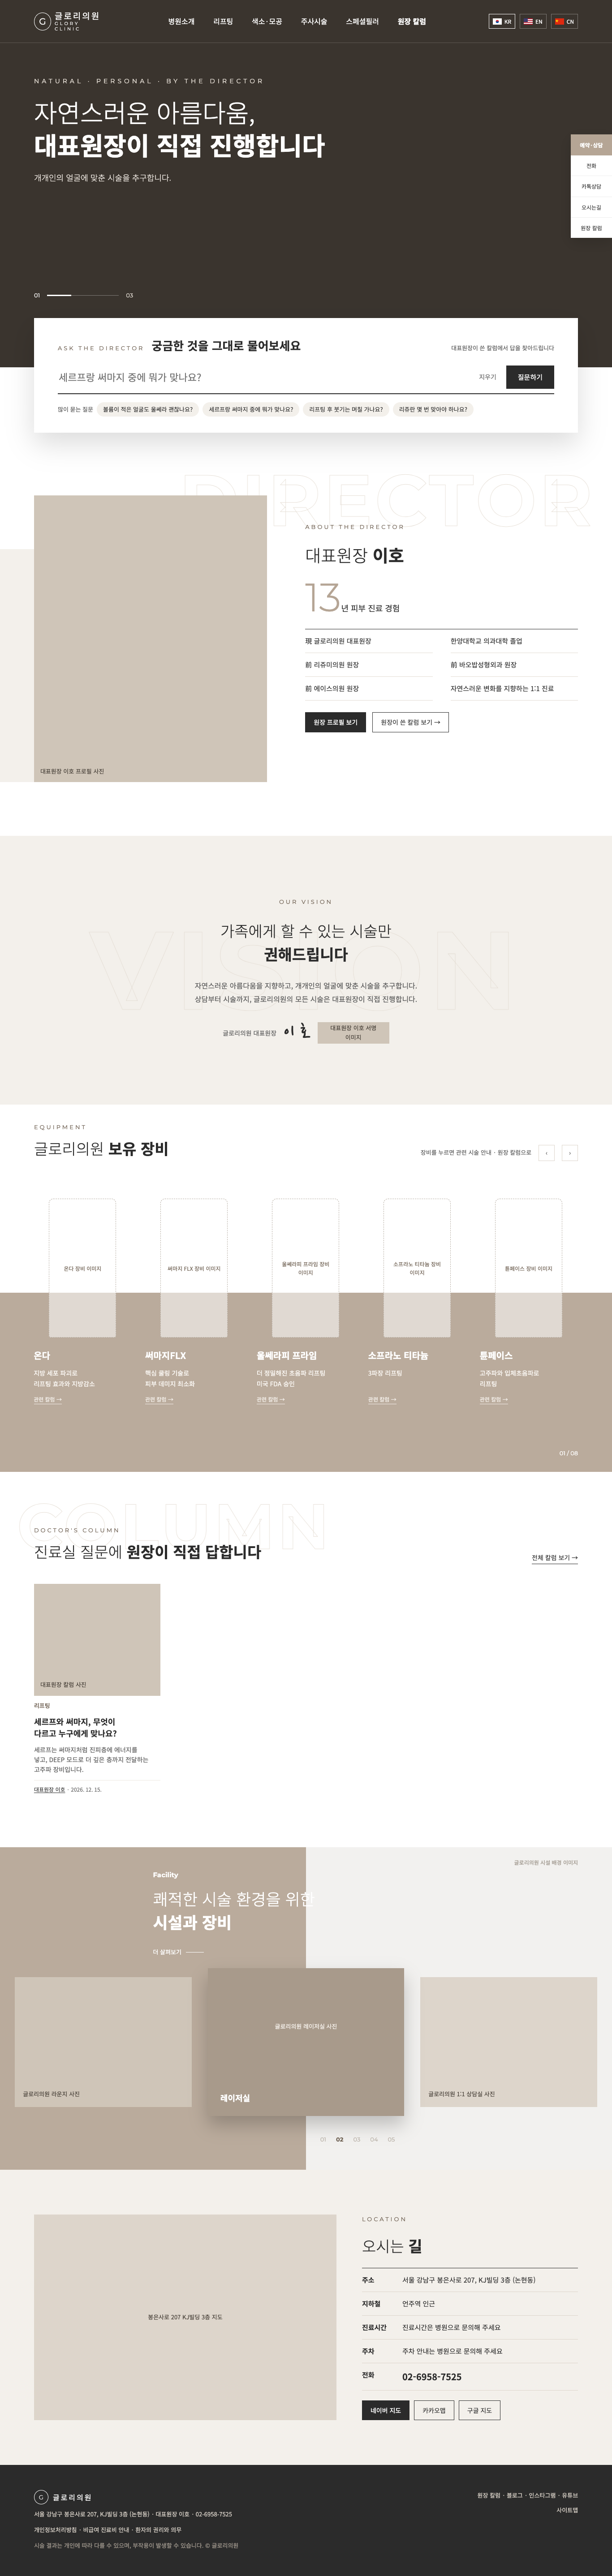 G 글로리의원
GLORY
CLINIC
병원소개 리프팅 색소·모공 주사시술 스페셜필러 원장 칼럼
KR EN CN
NATURAL · PERSONAL · BY THE DIRECTOR
자연스러운 아름다움,
대표원장이 직접 진행합니다
개개인의 얼굴에 맞춘 시술을 추구합니다.
예약·상담
전화
카톡상담
오시는길
원장 칼럼
01 03
ASK THE DIRECTOR 궁금한 것을 그대로 물어보세요
대표원장이 쓴 칼럼에서 답을 찾아드립니다
세르프랑 써마지 중에 뭐가 맞나요?
지우기 질문하기
많이 묻는 질문 볼륨이 적은 얼굴도 울쎄라 괜찮나요? 세르프랑 써마지 중에 뭐가 맞나요? 리프팅 후 붓기는 며칠 가나요? 리쥬란 몇 번 맞아야 하나요?
DIRECTOR
ABOUT THE DIRECTOR
대표원장 이호
13년 피부 진료 경험
現 글로리의원 대표원장 한양대학교 의과대학 졸업
前 리쥬미의원 원장 前 바오밥성형외과 원장
前 에이스의원 원장 자연스러운 변화를 지향하는 1:1 진료
원장 프로필 보기 원장이 쓴 칼럼 보기 →
대표원장 이호 프로필 사진
VISION
OUR VISION
가족에게 할 수 있는 시술만
권해드립니다
자연스러운 아름다움을 지향하고, 개개인의 얼굴에 맞춘 시술을 추구합니다.
상담부터 시술까지, 글로리의원의 모든 시술은 대표원장이 직접 진행합니다.
글로리의원 대표원장 이호 대표원장 이호 서명
이미지
EQUIPMENT
글로리의원 보유 장비
장비를 누르면 관련 시술 안내 · 원장 칼럼으로 ‹ ›
온다 장비 이미지
써마지 FLX 장비 이미지
울쎄라피 프라임 장비
이미지
소프라노 티타늄 장비
이미지
튠페이스 장비 이미지
온다
지방 세포 파괴로
리프팅 효과와 지방감소
관련 칼럼 →
써마지FLX
핵심 쿨링 기술로
피부 데미지 최소화
관련 칼럼 →
울쎄라피 프라임
더 정밀해진 초음파 리프팅
미국 FDA 승인
관련 칼럼 →
소프라노 티타늄
3파장 리프팅
관련 칼럼 →
튠페이스
고주파와 입체초음파로
리프팅
관련 칼럼 →
01 / 08
COLUMN
DOCTOR'S COLUMN
진료실 질문에 원장이 직접 답합니다
전체 칼럼 보기 →
대표원장 칼럼 사진
리프팅
세르프와 써마지, 무엇이
다르고 누구에게 맞나요?
세르프는 써마지처럼 진피층에 에너지를
넣고, DEEP 모드로 더 깊은 층까지 전달하는
고주파 장비입니다.
대표원장 이호 · 2026. 12. 15.
글로리의원 시설 배경 이미지
Facility
쾌적한 시술 환경을 위한
시설과 장비
더 살펴보기
글로리의원 라운지 사진
글로리의원 레이저실 사진
레이저실
글로리의원 1:1 상담실 사진
01 02 03 04 05
봉은사로 207 KJ빌딩 3층 지도
LOCATION
오시는 길
주소 서울 강남구 봉은사로 207, KJ빌딩 3층 (논현동)
지하철 언주역 인근
진료시간 진료시간은 병원으로 문의해 주세요
주차 주차 안내는 병원으로 문의해 주세요
전화 02-6958-7525
네이버 지도 카카오맵 구글 지도
G 글로리의원
서울 강남구 봉은사로 207, KJ빌딩 3층 (논현동) · 대표원장 이호 · 02-6958-7525
개인정보처리방침 · 비급여 진료비 안내 · 환자의 권리와 의무
시술 결과는 개인에 따라 다를 수 있으며, 부작용이 발생할 수 있습니다. © 글로리의원
원장 칼럼 · 블로그 · 인스타그램 · 유튜브
사이트맵